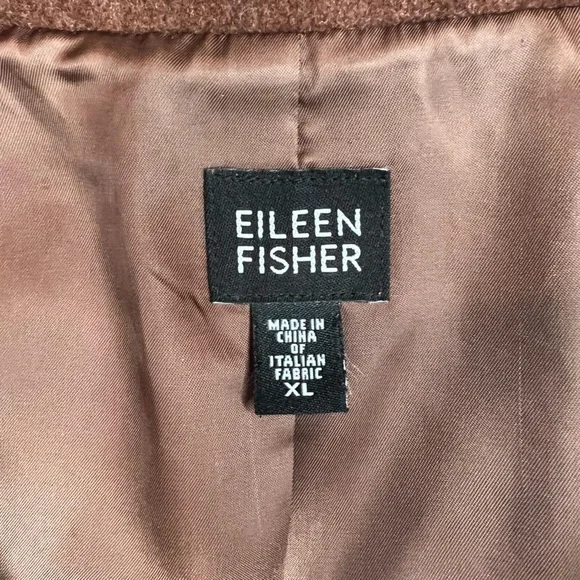 EILEEN
FISHER
MADE IN
CHINA
OF
ITALIAN
FABRIC
XL